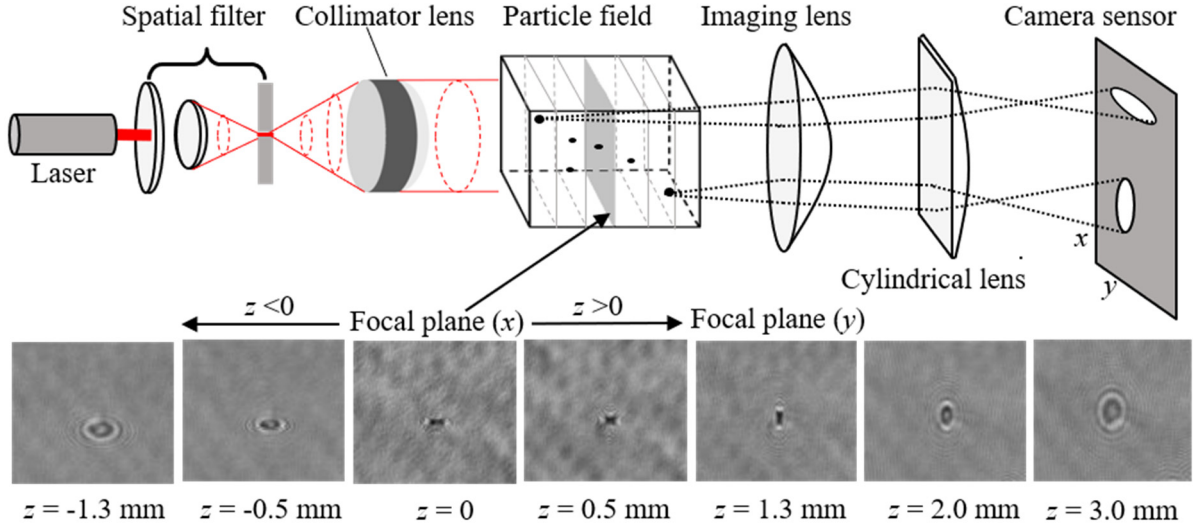 Spatial filter
Collimator lens
Particle field
Imaging lens
Camera sensor
Laser
x
y
Cylindrical lens
z <0
Focal plane (x)
z >0
Focal plane (y)
z = -1.3 mm
z = -0.5 mm
z = 0
z = 0.5 mm
z = 1.3 mm
z = 2.0 mm
z = 3.0 mm